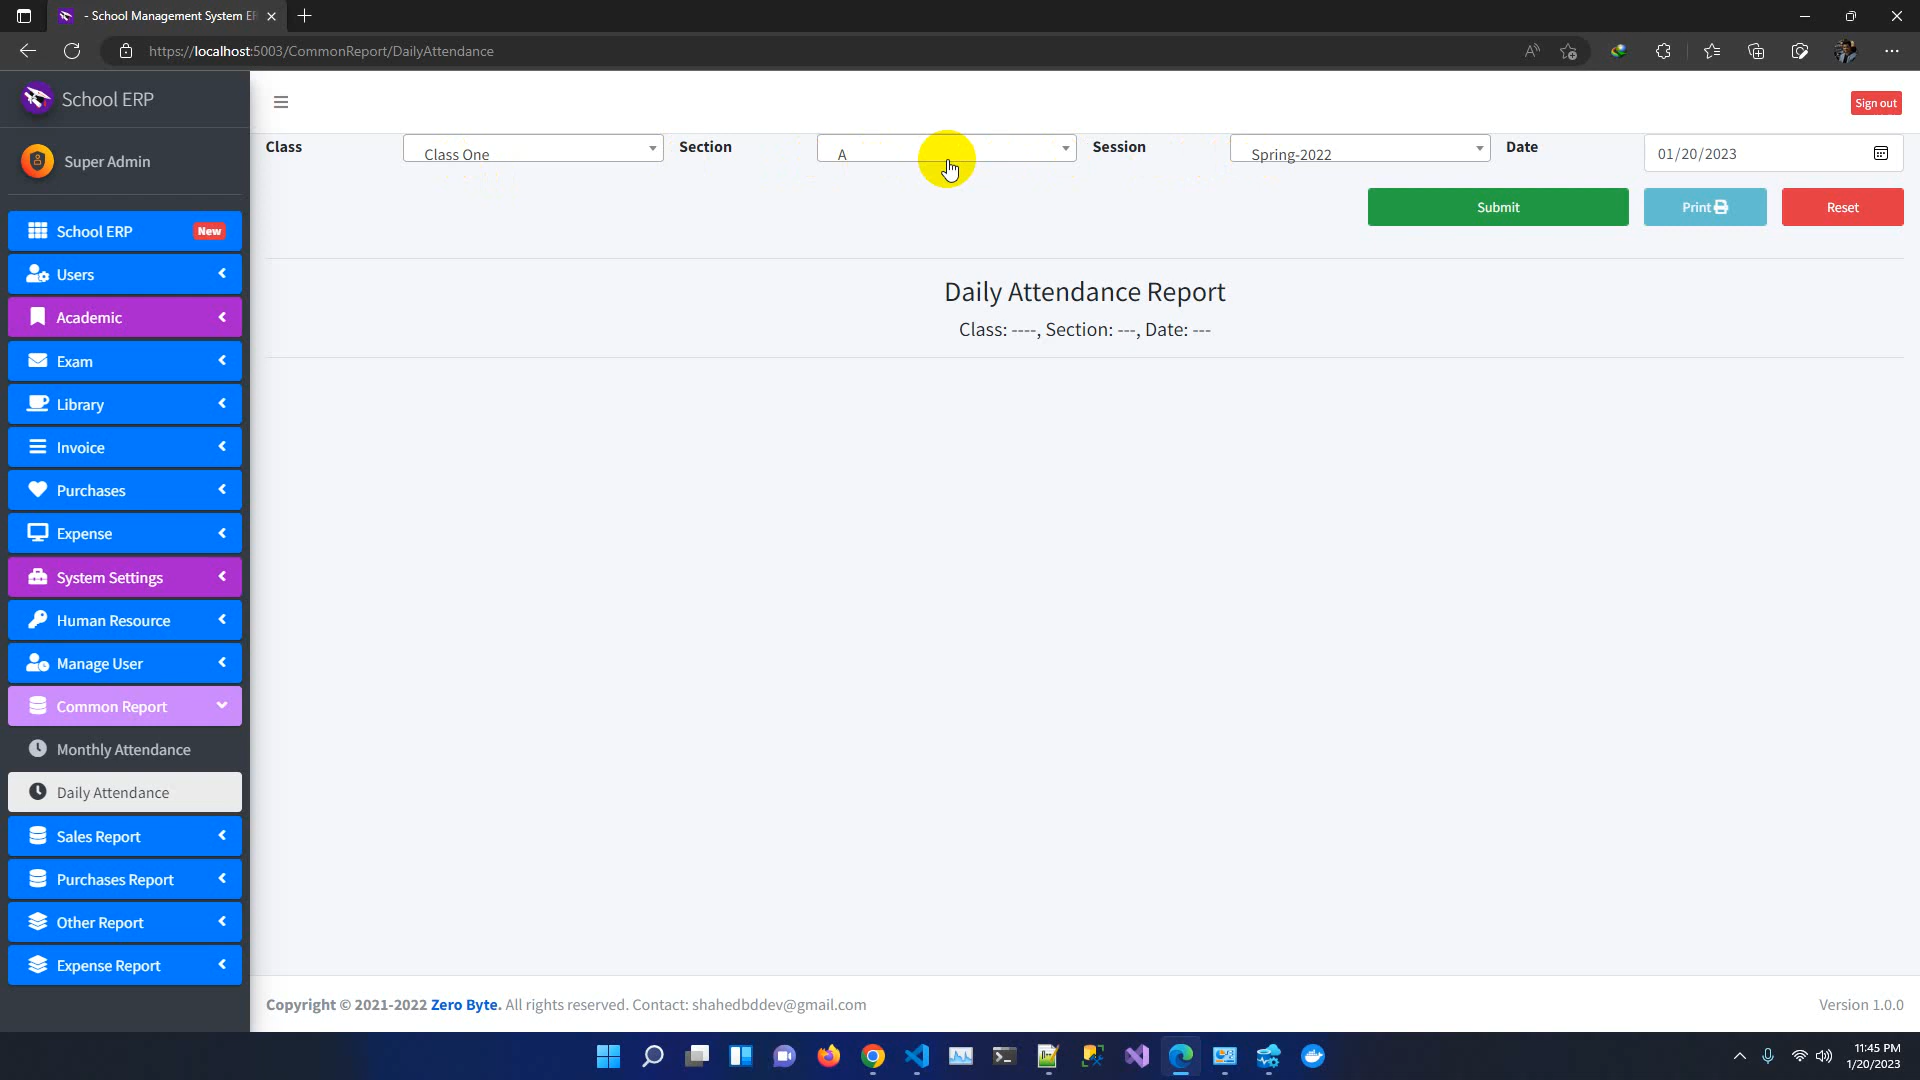 - School Management System ER
https://localhost:5003/CommonReport/DailyAttendance
School ERP
Sign out
Super Admin
Class
Class One
Section
A
Session
Spring-2022
Date
01/20/2023
Submit
Print
Reset
Daily Attendance Report
Class: ----, Section: ---, Date: ---
School ERP
New
Users
Academic
Exam
Library
Invoice
Purchases
Expense
System Settings
Human Resource
Manage User
Common Report
Monthly Attendance
Daily Attendance
Sales Report
Purchases Report
Other Report
Expense Report
Copyright © 2021-2022 Zero Byte. All rights reserved. Contact: shahedbddev@gmail.com
Version 1.0.0
11:45 PM
1/20/2023